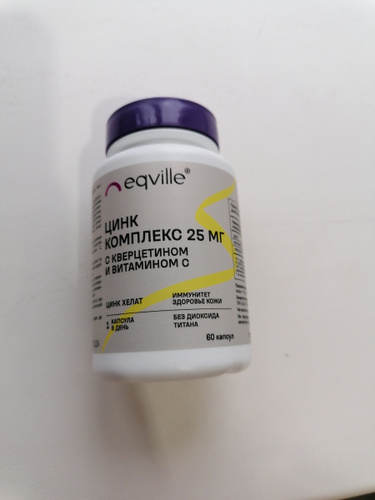 eqville®
ЦИНК
КОМПЛЕКС 25 МГ
С КВЕРЦЕТИНОМ
И ВИТАМИНОМ С
ЦИНК ХЕЛАТ
ИММУНИТЕТ
ЗДОРОВЬЕ КОЖИ
1 КАПСУЛА
В ДЕНЬ
БЕЗ ДИОКСИДА
ТИТАНА
60 капсул